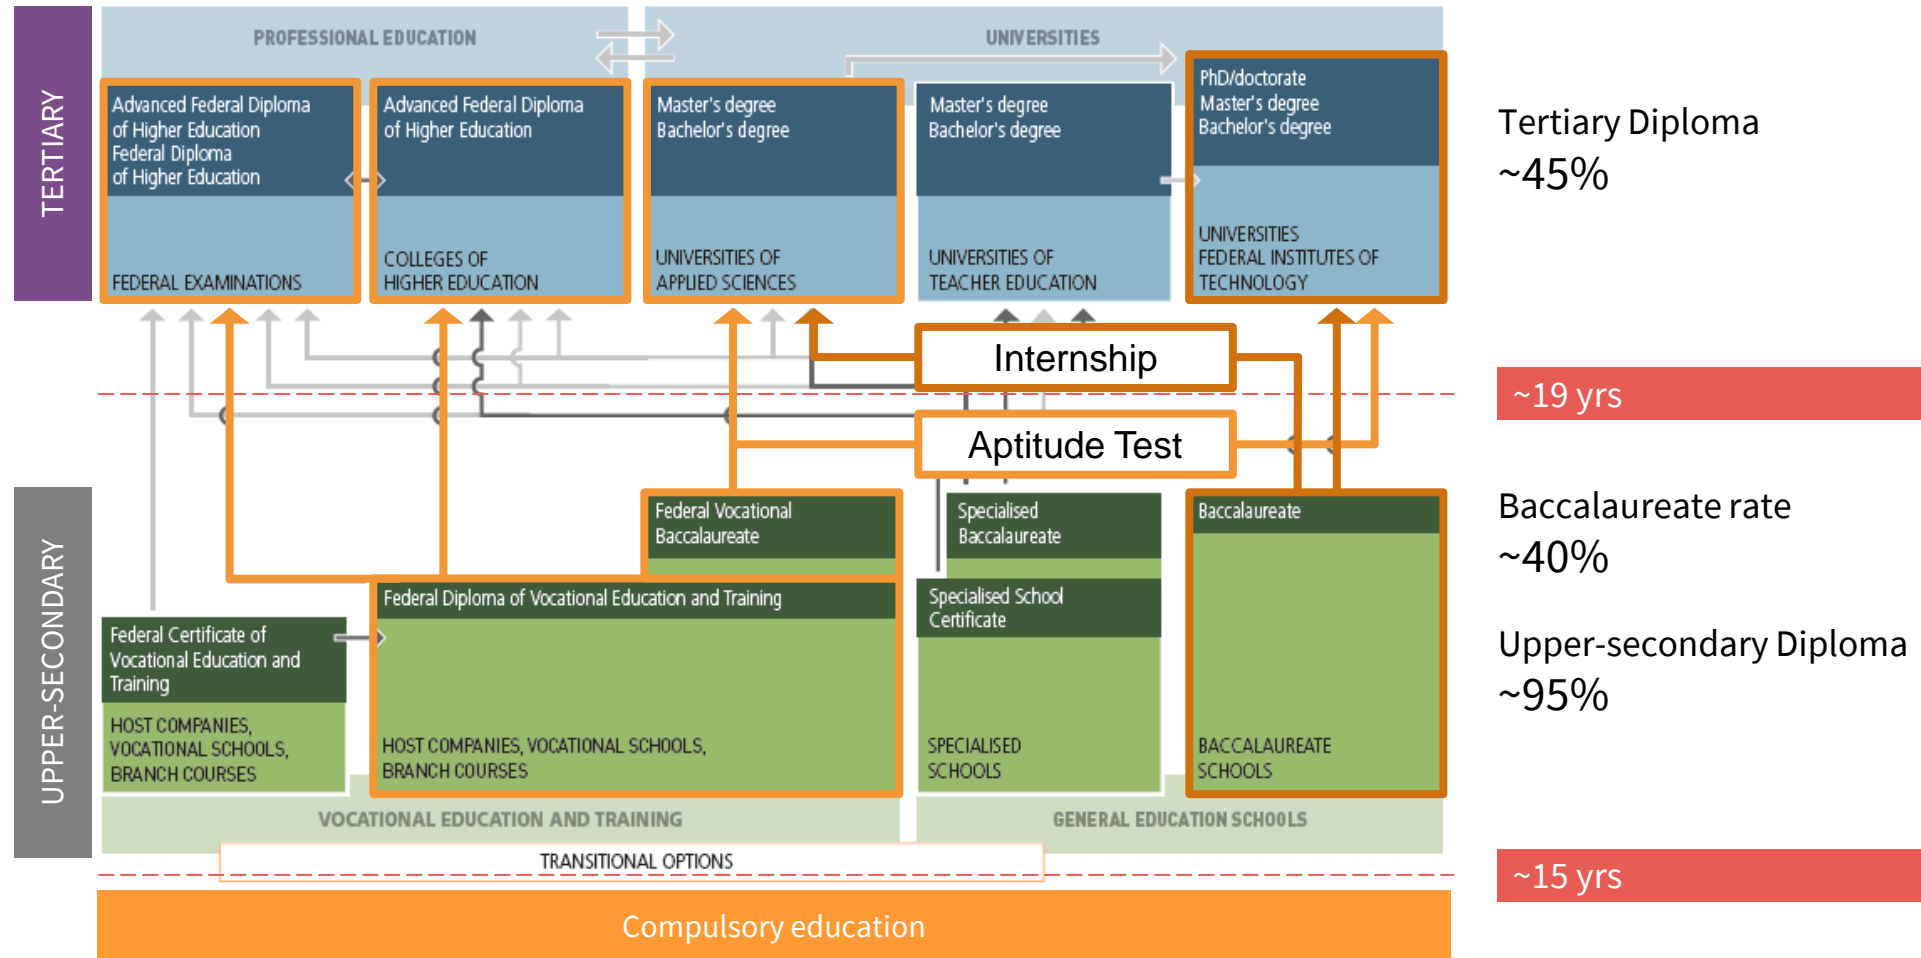 TERTIARY
PROFESSIONAL EDUCATION
UNIVERSITIES
Advanced Federal Diploma
of Higher Education
Federal Diploma
of Higher Education
FEDERAL EXAMINATIONS
Advanced Federal Diploma
of Higher Education
COLLEGES OF
HIGHER EDUCATION
Master's degree
Bachelor's degree
UNIVERSITIES OF
APPLIED SCIENCES
Master's degree
Bachelor's degree
UNIVERSITIES OF
TEACHER EDUCATION
PhD/doctorate
Master's degree
Bachelor's degree
UNIVERSITIES
FEDERAL INSTITUTES OF
TECHNOLOGY
Tertiary Diploma
~45%
Internship
~19 yrs
Aptitude Test
UPPER-SECONDARY
Federal Vocational
Baccalaureate
Specialised
Baccalaureate
Baccalaureate
Federal Diploma of Vocational Education and Training
Specialised School
Certificate
Federal Certificate of
Vocational Education and
Training
HOST COMPANIES,
VOCATIONAL SCHOOLS,
BRANCH COURSES
HOST COMPANIES, VOCATIONAL SCHOOLS,
BRANCH COURSES
SPECIALISED
SCHOOLS
BACCALAUREATE
SCHOOLS
Baccalaureate rate
~40%
Upper-secondary Diploma
~95%
VOCATIONAL EDUCATION AND TRAINING
GENERAL EDUCATION SCHOOLS
TRANSITIONAL OPTIONS
~15 yrs
Compulsory education